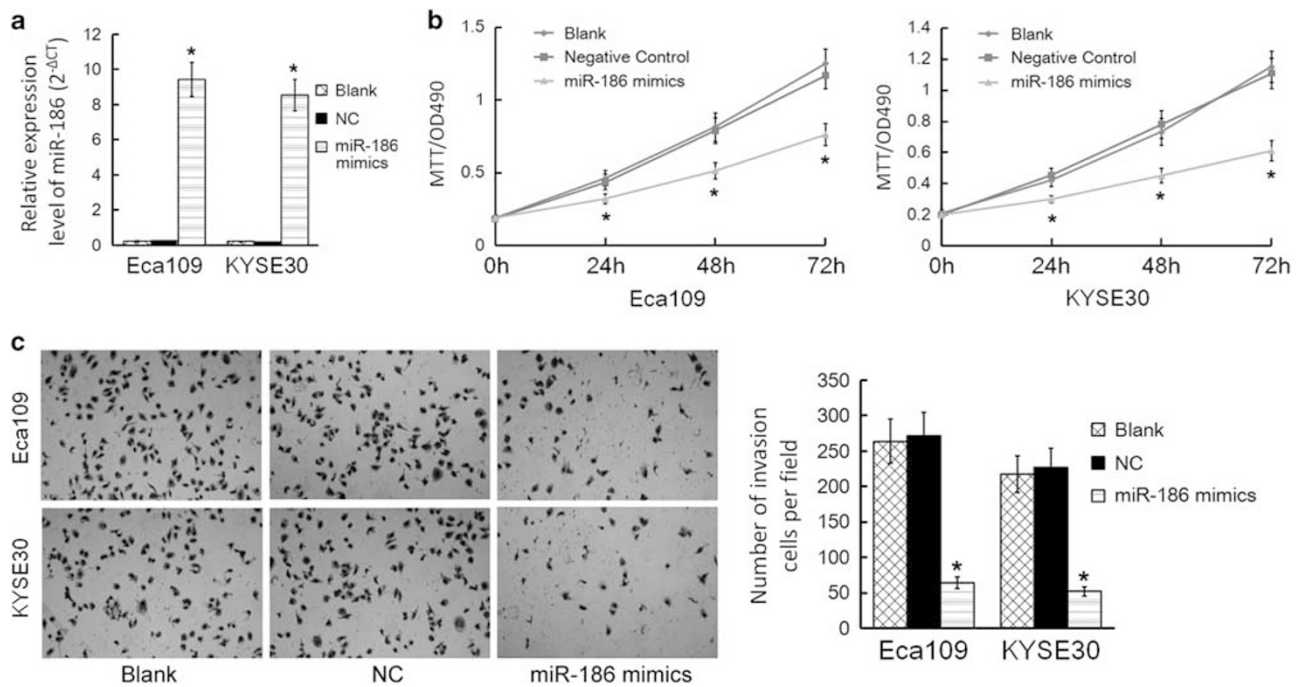 a
Relative expression
level of miR-186 (2-ΔCT)
14
12
10
8
6
4
2
0
*
*
Eca109
KYSE30
Blank
NC
miR-186
mimics
b
MTT/OD490
1.5
1
0.5
0
Blank
Negative Control
miR-186 mimics
*
*
*
0h
24h
48h
72h
Eca109
MTT/OD490
1.4
1.2
1
0.8
0.6
0.4
0.2
0
Blank
Negative Control
miR-186 mimics
*
*
*
0h
24h
48h
72h
KYSE30
c
Eca109
KYSE30
Blank
NC
miR-186 mimics
Number of invasion
cells per field
350
300
250
200
150
100
50
0
*
*
Eca109
KYSE30
Blank
NC
miR-186 mimics